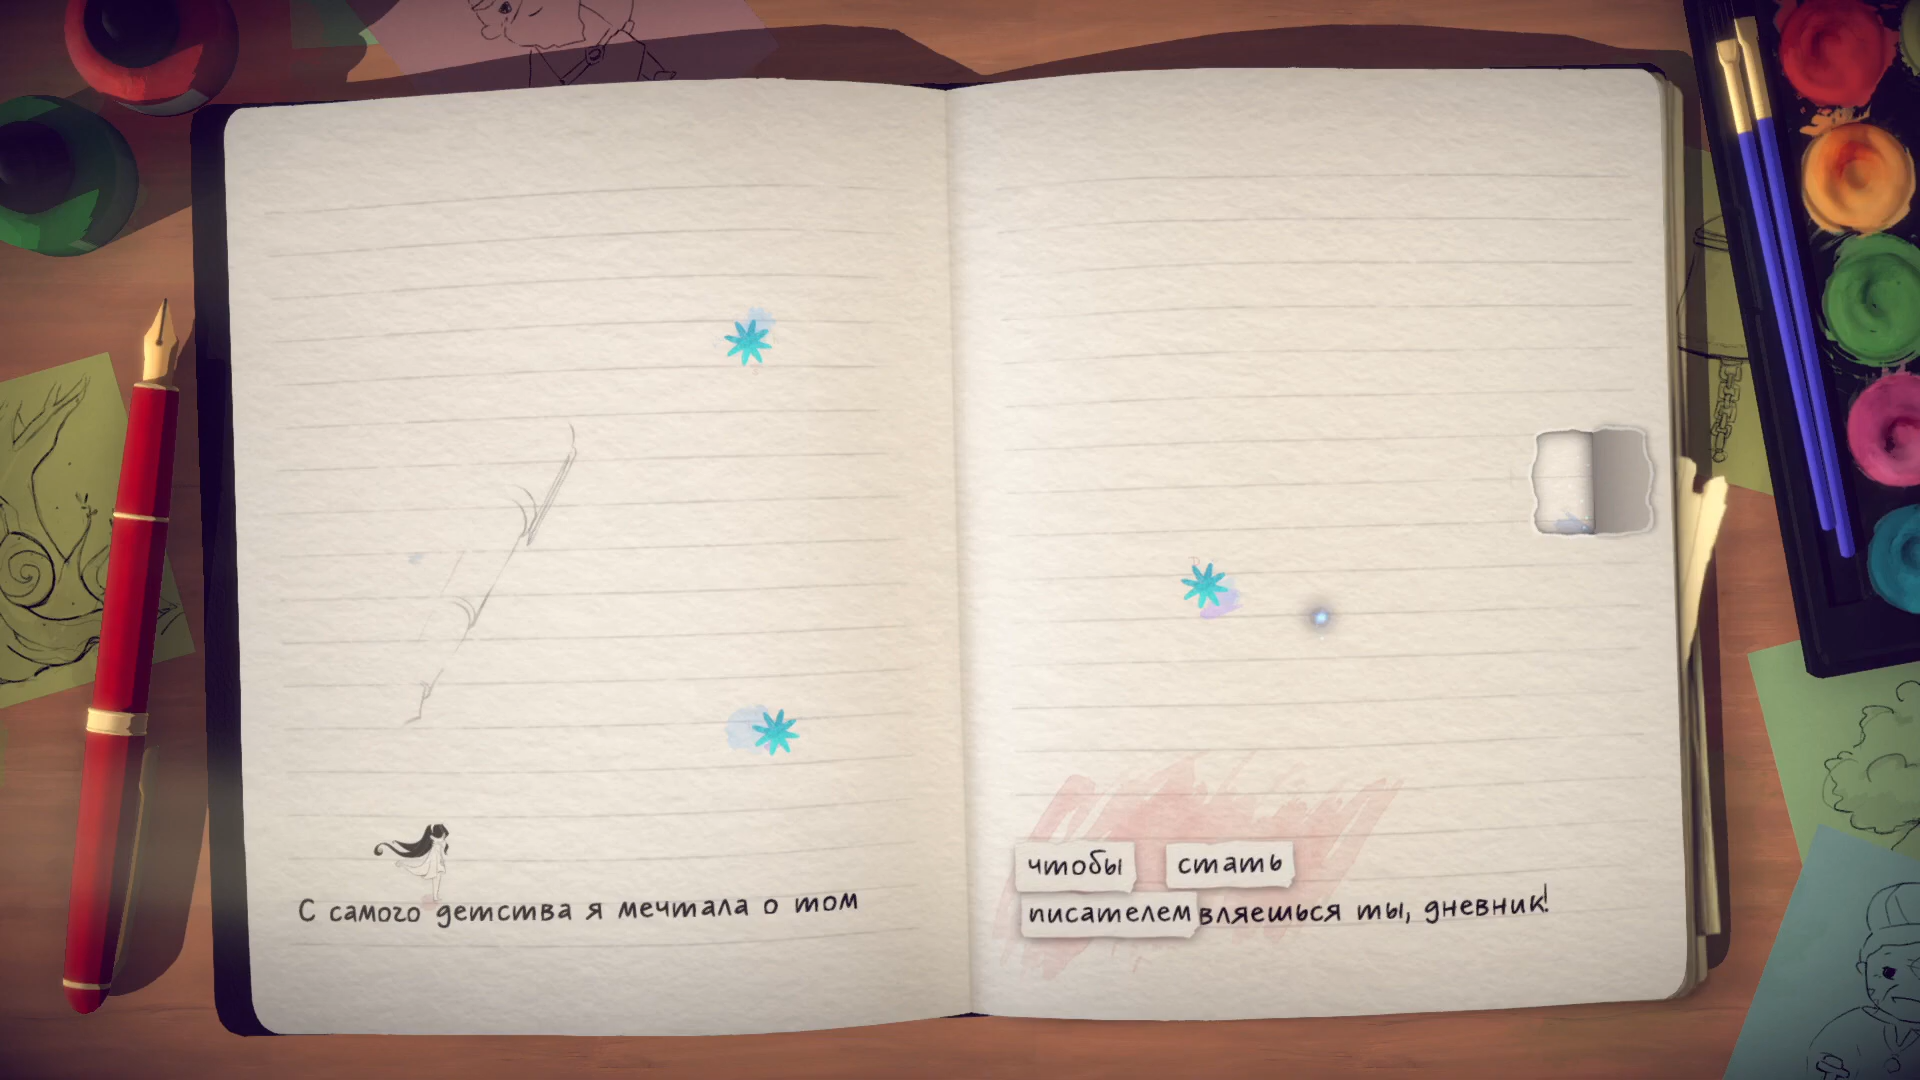 С самого детства я мечтала о том
чтобы стать
писателем вляешься ты, дневник!